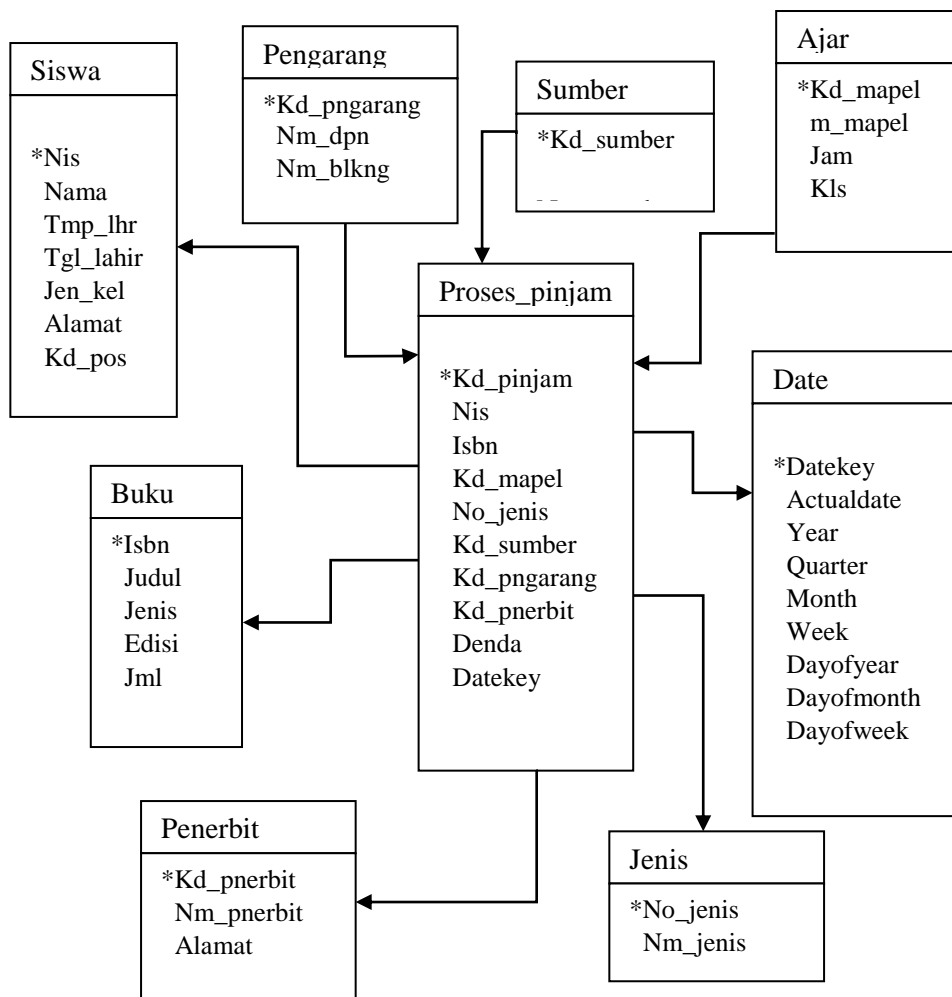 Siswa
*Nis
Nama
Tmp_lhr
Tgl_lahir
Jen_kel
Alamat
Kd_pos
Pengarang
*Kd_pngarang
Nm_dpn
Nm_blkng
Sumber
*Kd_sumber
Ajar
*Kd_mapel
m_mapel
Jam
Kls
Proses_pinjam
*Kd_pinjam
Nis
Isbn
Kd_mapel
No_jenis
Kd_sumber
Kd_pngarang
Kd_pnerbit
Denda
Datekey
Date
*Datekey
Actualdate
Year
Quarter
Month
Week
Dayofyear
Dayofmonth
Dayofweek
Buku
*Isbn
Judul
Jenis
Edisi
Jml
Penerbit
*Kd_pnerbit
Nm_pnerbit
Alamat
Jenis
*No_jenis
Nm_jenis